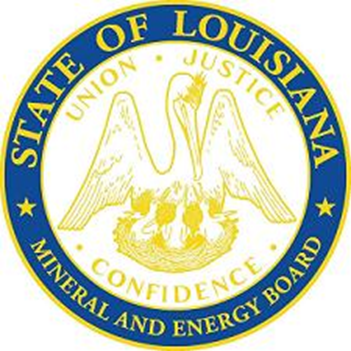 STATE OF LOUISIANA
UNION · JUSTICE
· CONFIDENCE ·
MINERAL AND ENERGY BOARD